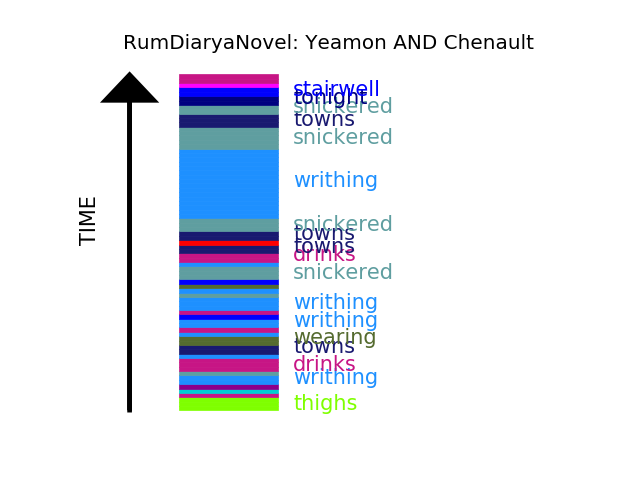 RumDiaryaNovel: Yeamon AND Chenault
stairwell
tonight
snickered
towns
snickered
writhing
snickered
towns
towns
drinks
snickered
writhing
writhing
wearing
towns
drinks
writhing
thighs
TIME